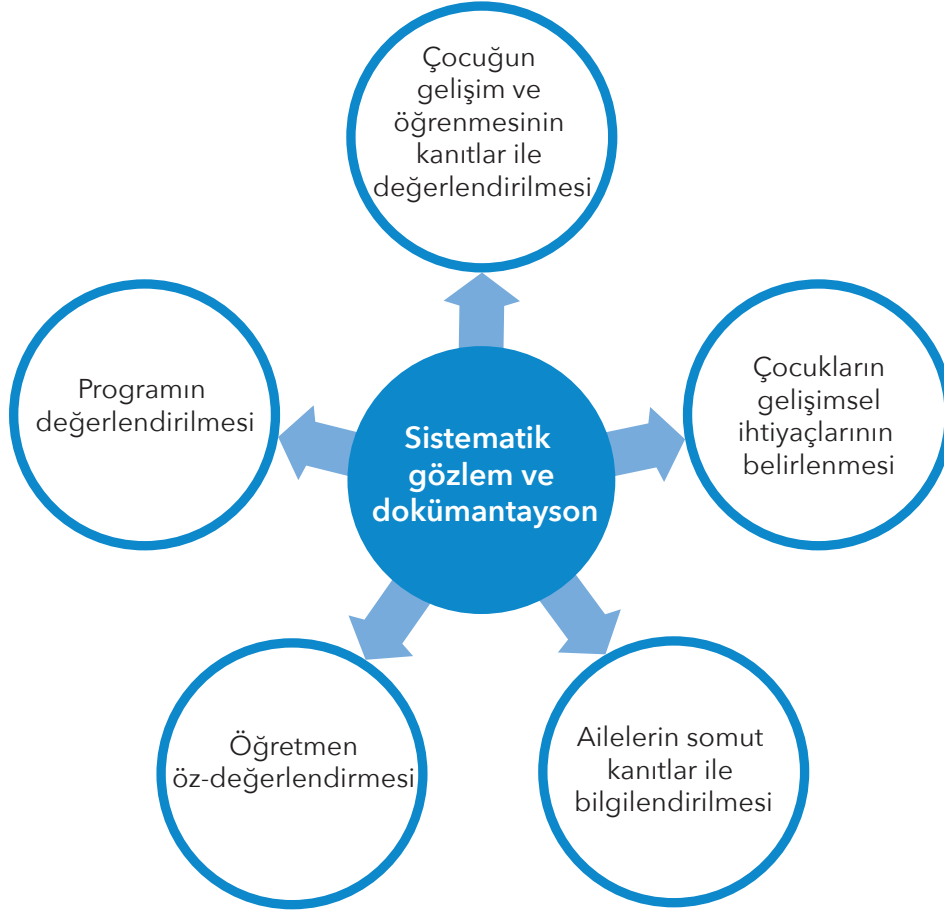 Çocuğun
gelişim ve
öğrenmesinin
kanıtlar ile
değerlendirilmesi
Programın
değerlendirilmesi
Çocukların
gelişimsel
ihtiyaçlarının
belirlenmesi
Sistematik
gözlem ve
dokümantayson
Öğretmen
öz-değerlendirmesi
Ailelerin somut
kanıtlar ile
bilgilendirilmesi